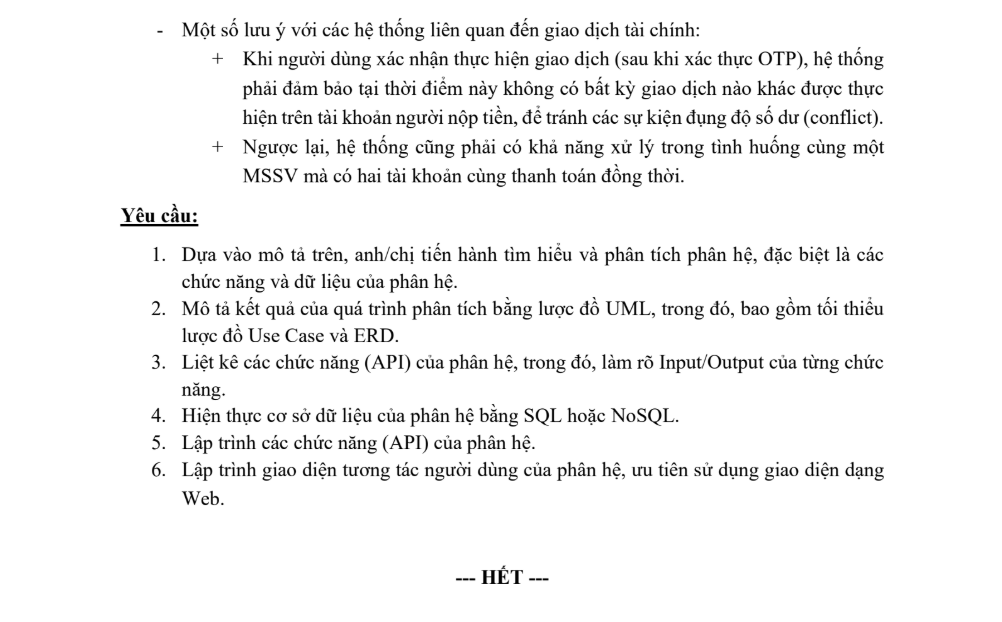 - Một số lưu ý với các hệ thống liên quan đến giao dịch tài chính:
+ Khi người dùng xác nhận thực hiện giao dịch (sau khi xác thực OTP), hệ thống
phải đảm bảo tại thời điểm này không có bất kỳ giao dịch nào khác được thực
hiện trên tài khoản người nộp tiền, để tránh các sự kiện đụng độ số dư (conflict).
+ Ngược lại, hệ thống cũng phải có khả năng xử lý trong tình huống cùng một
MSSV mà có hai tài khoản cùng thanh toán đồng thời.
Yêu cầu:
1. Dựa vào mô tả trên, anh/chị tiến hành tìm hiểu và phân tích phân hệ, đặc biệt là các
chức năng và dữ liệu của phân hệ.
2. Mô tả kết quả của quá trình phân tích bằng lược đồ UML, trong đó, bao gồm tối thiểu
lược đồ Use Case và ERD.
3. Liệt kê các chức năng (API) của phân hệ, trong đó, làm rõ Input/Output của từng chức
năng.
4. Hiện thực cơ sở dữ liệu của phân hệ bằng SQL hoặc NoSQL.
5. Lập trình các chức năng (API) của phân hệ.
6. Lập trình giao diện tương tác người dùng của phân hệ, ưu tiên sử dụng giao diện dạng
Web.
--- HẾT ---